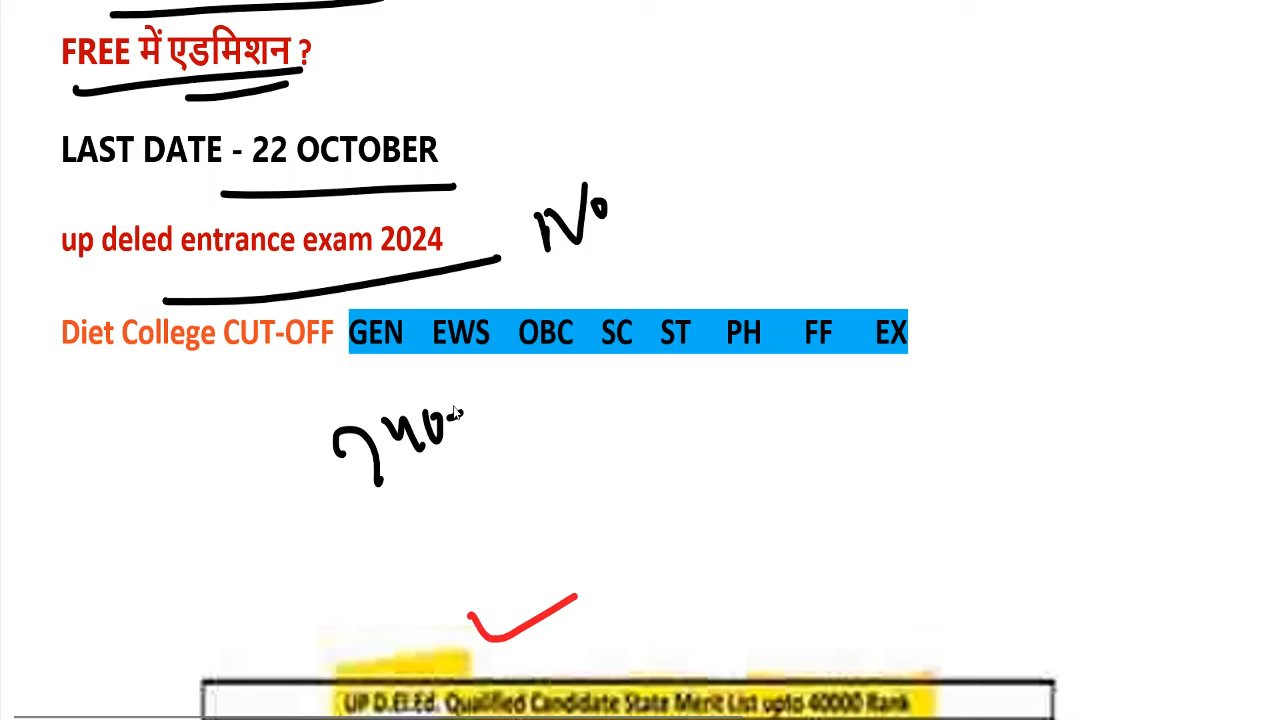 FREE में एडमिशन ?
LAST DATE - 22 OCTOBER
up deled entrance exam 2024
No
Diet College CUT-OFF GEN EWS OBC SC ST PH FF EX
UP D.El.Ed. Qualified Candidate State Merit List upto 40000 Rank